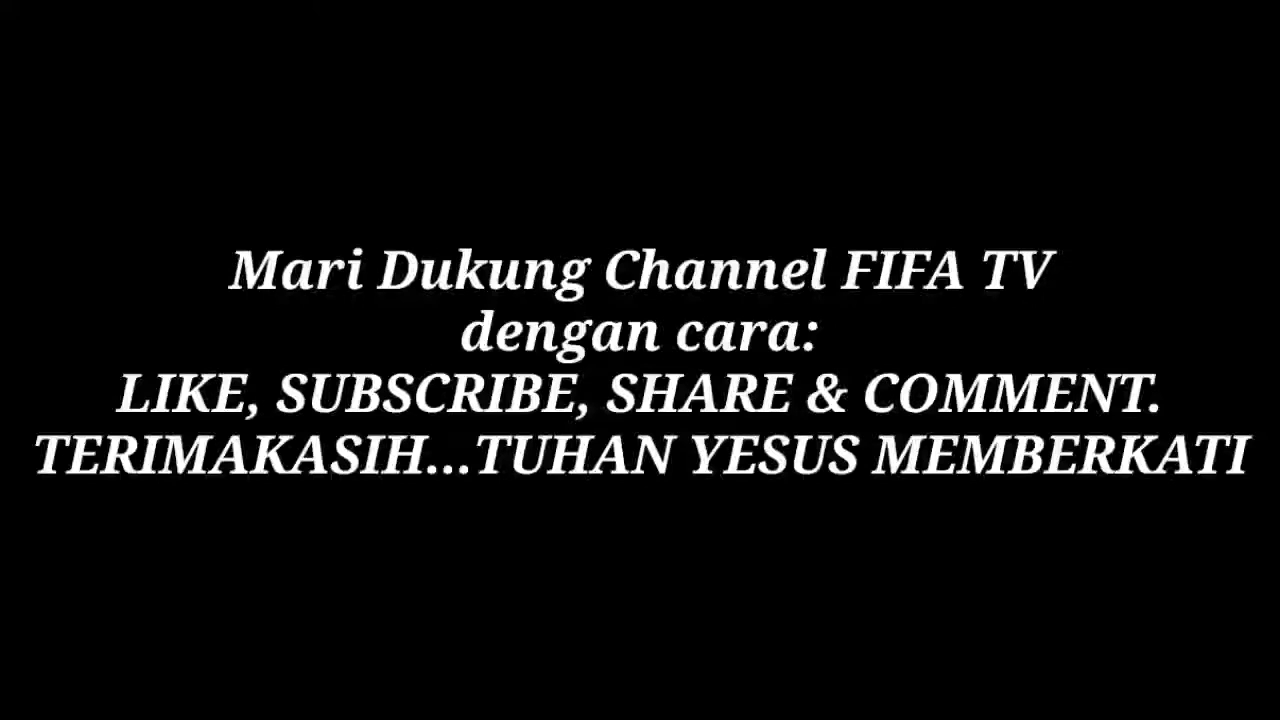 Mari Dukung Channel FIFA TV
dengan cara:
LIKE, SUBSCRIBE, SHARE & COMMENT.
TERIMAKASIH...TUHAN YESUS MEMBERKATI